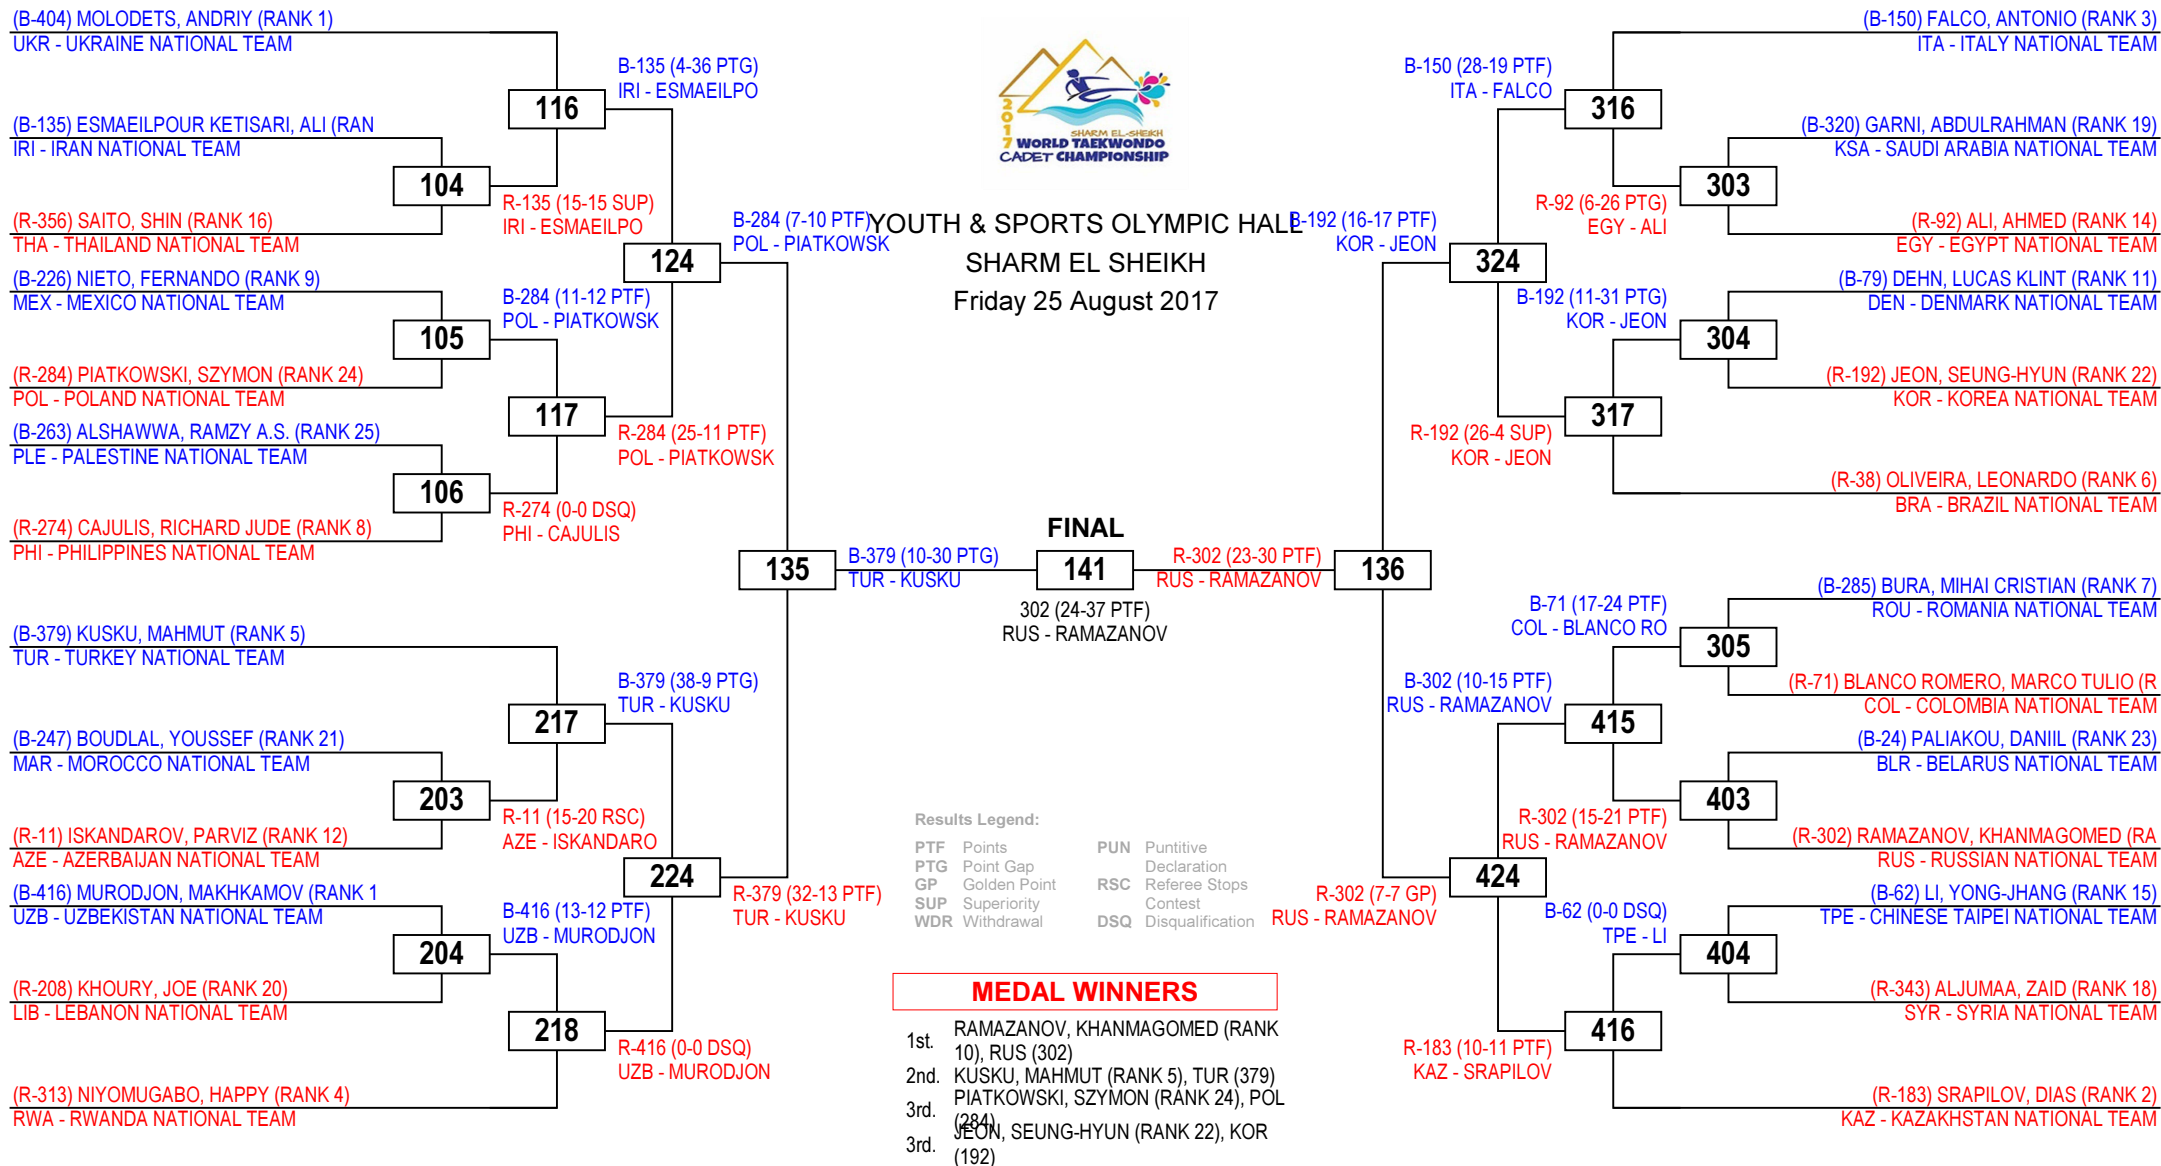 (B-404) MOLODETS, ANDRIY (RANK 1)
UKR - UKRAINE NATIONAL TEAM
(B-135) ESMAEILPOUR KETISARI, ALI (RAN
IRI - IRAN NATIONAL TEAM
(R-356) SAITO, SHIN (RANK 16)
THA - THAILAND NATIONAL TEAM
(B-226) NIETO, FERNANDO (RANK 9)
MEX - MEXICO NATIONAL TEAM
(R-284) PIATKOWSKI, SZYMON (RANK 24)
POL - POLAND NATIONAL TEAM
(B-263) ALSHAWWA, RAMZY A.S. (RANK 25)
PLE - PALESTINE NATIONAL TEAM
(R-274) CAJULIS, RICHARD JUDE (RANK 8)
PHI - PHILIPPINES NATIONAL TEAM
(B-379) KUSKU, MAHMUT (RANK 5)
TUR - TURKEY NATIONAL TEAM
(B-247) BOUDLAL, YOUSSEF (RANK 21)
MAR - MOROCCO NATIONAL TEAM
(R-11) ISKANDAROV, PARVIZ (RANK 12)
AZE - AZERBAIJAN NATIONAL TEAM
(B-416) MURODJON, MAKHKAMOV (RANK 1
UZB - UZBEKISTAN NATIONAL TEAM
(R-208) KHOURY, JOE (RANK 20)
LIB - LEBANON NATIONAL TEAM
(R-313) NIYOMUGABO, HAPPY (RANK 4)
RWA - RWANDA NATIONAL TEAM
104
105
106
203
204
R-135 (15-15 SUP)
IRI - ESMAEILPO
B-284 (11-12 PTF)
POL - PIATKOWSK
R-274 (0-0 DSQ)
PHI - CAJULIS
R-11 (15-20 RSC)
AZE - ISKANDARO
B-416 (13-12 PTF)
UZB - MURODJON
116
117
217
218
B-135 (4-36 PTG)
IRI - ESMAEILPO
R-284 (25-11 PTF)
POL - PIATKOWSK
B-379 (38-9 PTG)
TUR - KUSKU
R-416 (0-0 DSQ)
UZB - MURODJON
124
224
B-284 (7-10 PTF)
POL - PIATKOWSK
R-379 (32-13 PTF)
TUR - KUSKU
135
B-379 (10-30 PTG)
TUR - KUSKU
2017
SHARM EL-SHEIKH
WORLD TAEKWONDO
CADET CHAMPIONSHIP
YOUTH & SPORTS OLYMPIC HALL
SHARM EL SHEIKH
Friday 25 August 2017
FINAL
141
302 (24-37 PTF)
RUS - RAMAZANOV
R-302 (23-30 PTF)
RUS - RAMAZANOV
136
B-192 (16-17 PTF)
KOR - JEON
R-302 (7-7 GP)
RUS - RAMAZANOV
324
424
B-150 (28-19 PTF)
ITA - FALCO
R-192 (26-4 SUP)
KOR - JEON
B-302 (10-15 PTF)
RUS - RAMAZANOV
R-183 (10-11 PTF)
KAZ - SRAPILOV
316
317
415
416
R-92 (6-26 PTG)
EGY - ALI
B-192 (11-31 PTG)
KOR - JEON
B-71 (17-24 PTF)
COL - BLANCO RO
R-302 (15-21 PTF)
RUS - RAMAZANOV
B-62 (0-0 DSQ)
TPE - LI
303
304
305
403
404
(B-150) FALCO, ANTONIO (RANK 3)
ITA - ITALY NATIONAL TEAM
(B-320) GARNI, ABDULRAHMAN (RANK 19)
KSA - SAUDI ARABIA NATIONAL TEAM
(R-92) ALI, AHMED (RANK 14)
EGY - EGYPT NATIONAL TEAM
(B-79) DEHN, LUCAS KLINT (RANK 11)
DEN - DENMARK NATIONAL TEAM
(R-192) JEON, SEUNG-HYUN (RANK 22)
KOR - KOREA NATIONAL TEAM
(R-38) OLIVEIRA, LEONARDO (RANK 6)
BRA - BRAZIL NATIONAL TEAM
(B-285) BURA, MIHAI CRISTIAN (RANK 7)
ROU - ROMANIA NATIONAL TEAM
(R-71) BLANCO ROMERO, MARCO TULIO (R
COL - COLOMBIA NATIONAL TEAM
(B-24) PALIAKOU, DANIIL (RANK 23)
BLR - BELARUS NATIONAL TEAM
(R-302) RAMAZANOV, KHANMAGOMED (RA
RUS - RUSSIAN NATIONAL TEAM
(B-62) LI, YONG-JHANG (RANK 15)
TPE - CHINESE TAIPEI NATIONAL TEAM
(R-343) ALJUMAA, ZAID (RANK 18)
SYR - SYRIA NATIONAL TEAM
(R-183) SRAPILOV, DIAS (RANK 2)
KAZ - KAZAKHSTAN NATIONAL TEAM
Results Legend:
PTF Points
PTG Point Gap
GP Golden Point
SUP Superiority
WDR Withdrawal
PUN Puntitive
Declaration
RSC Referee Stops
Contest
DSQ Disqualification
MEDAL WINNERS
1st. RAMAZANOV, KHANMAGOMED (RANK
10), RUS (302)
2nd. KUSKU, MAHMUT (RANK 5), TUR (379)
3rd. PIATKOWSKI, SZYMON (RANK 24), POL
(284)
3rd. JEON, SEUNG-HYUN (RANK 22), KOR
(192)